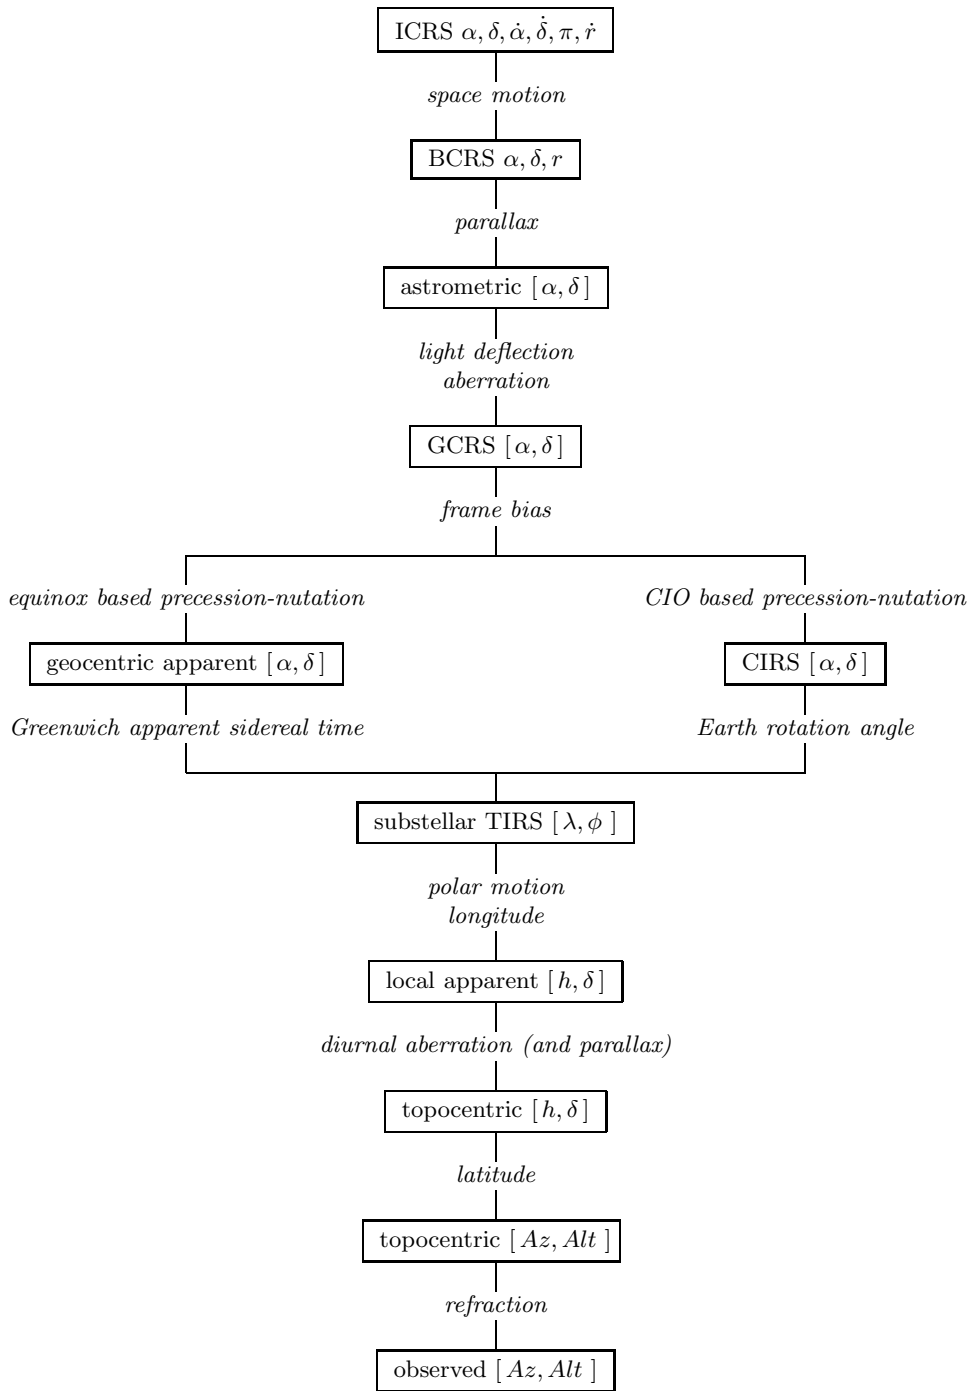 ICRS α, δ, α̇, δ̇, π, ṙ
space motion
BCRS α, δ, r
parallax
astrometric [ α, δ ]
light deflection
aberration
GCRS [ α, δ ]
frame bias
equinox based precession-nutation
CIO based precession-nutation
geocentric apparent [ α, δ ]
CIRS [ α, δ ]
Greenwich apparent sidereal time
Earth rotation angle
substellar TIRS [ λ, ϕ ]
polar motion
longitude
local apparent [ h, δ ]
diurnal aberration (and parallax)
topocentric [ h, δ ]
latitude
topocentric [ Az, Alt ]
refraction
observed [ Az, Alt ]